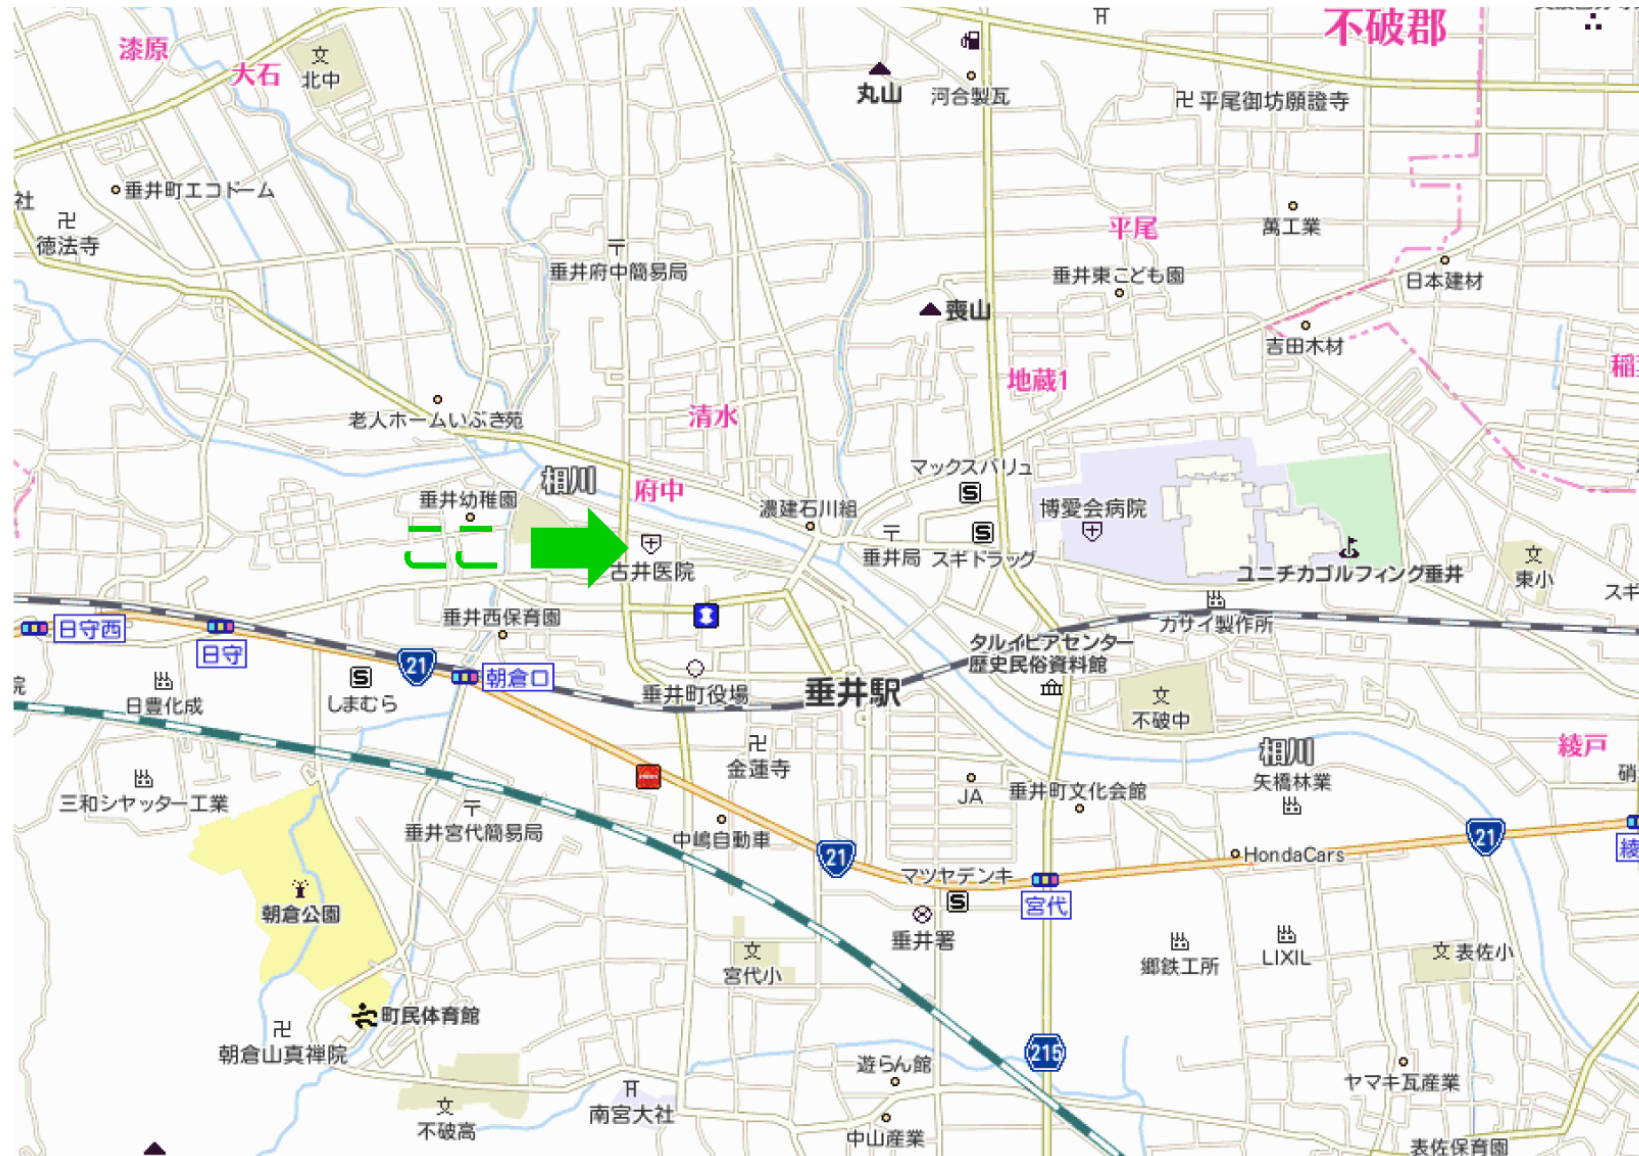 不破郡
漆原
大石
文
北中
丸山
河合製瓦
平尾御坊願證寺
垂井町エコドーム
社
徳法寺
萬工業
平尾
垂井府中簡易局
垂井東こども園
日本建材
喪山
吉田木材
地蔵1
老人ホームいぶき苑
清水
マックスバリュ
S
相川
府中
垂井幼稚園
濃建石川組
博愛会病院
ここ
垂井局
スギドラッグ
S
古井医院
ユニチカゴルフィング垂井
文
東小
スギ
垂井西保育園
カサイ製作所
日守西
日守
タルイピアセンター
歴史民俗資料館
21
朝倉口
S
しまむら
垂井町役場
垂井駅
院
日豊化成
文
不破中
相川
綾戸
金蓮寺
矢橋林業
硝
三和シャッター工業
JA
垂井町文化会館
垂井宮代簡易局
中嶋自動車
21
21
HondaCars
綾
マツヤデンキ
S
宮代
朝倉公園
垂井署
文
宮代小
郷鉄工所
LIXIL
文
表佐小
町民体育館
朝倉山真禅院
215
遊らん館
ヤマキ瓦産業
文
不破高
南宮大社
中山産業
表佐保育園